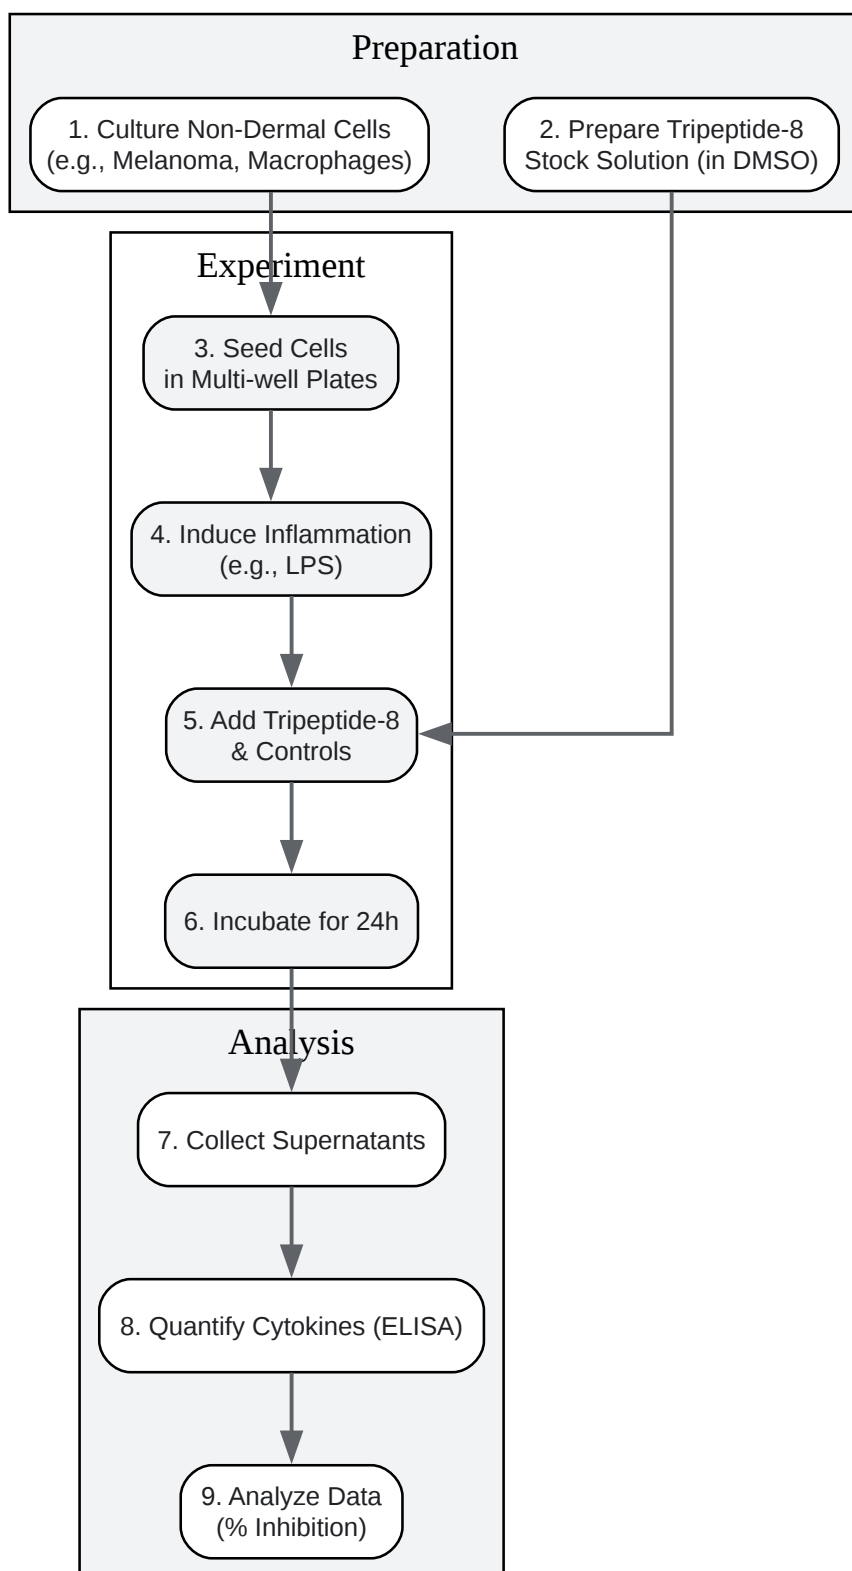 Preparation
1. Culture Non-Dermal Cells
(e.g., Melanoma, Macrophages)
2. Prepare Tripeptide-8
Stock Solution (in DMSO)
Experiment
3. Seed Cells
in Multi-well Plates
4. Induce Inflammation
(e.g., LPS)
5. Add Tripeptide-8
& Controls
6. Incubate for 24h
Analysis
7. Collect Supernatants
8. Quantify Cytokines (ELISA)
9. Analyze Data
(% Inhibition)